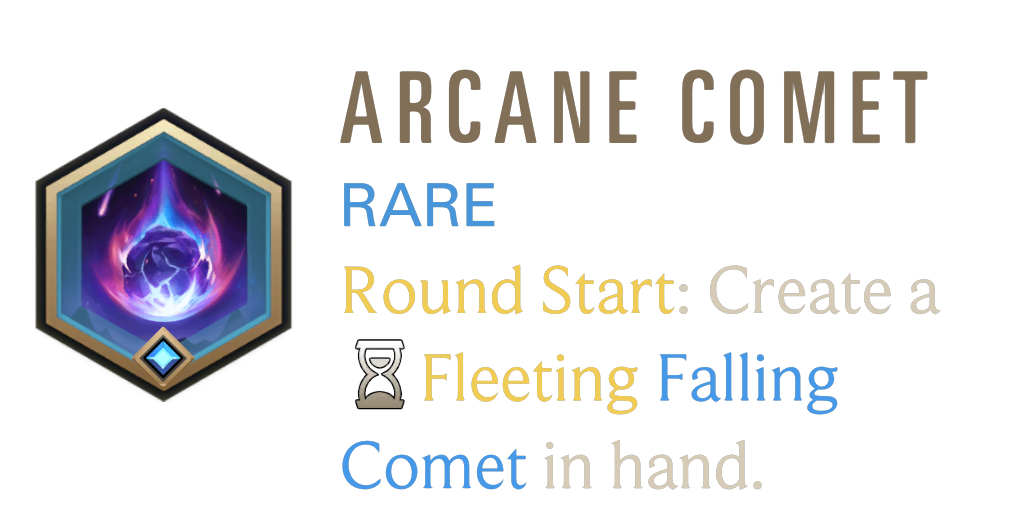 ARCANE COMET
RARE
Round Start: Create a
Fleeting Falling
Comet in hand.